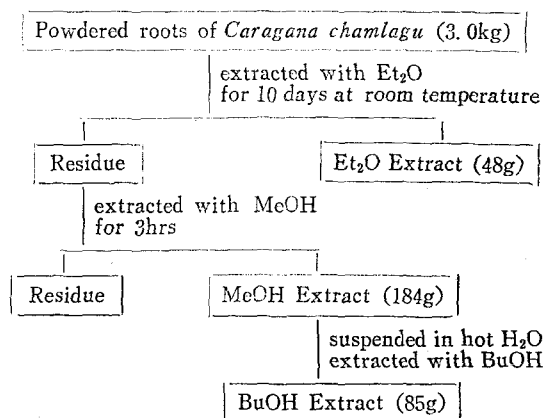 Powdered roots of Caragana chamlagu (3.0kg)
extracted with Et₂O
for 10 days at room temperature
Residue
Et₂O Extract (48g)
extracted with MeOH
for 3hrs
Residue
MeOH Extract (184g)
suspended in hot H₂O
extracted with BuOH
BuOH Extract (85g)